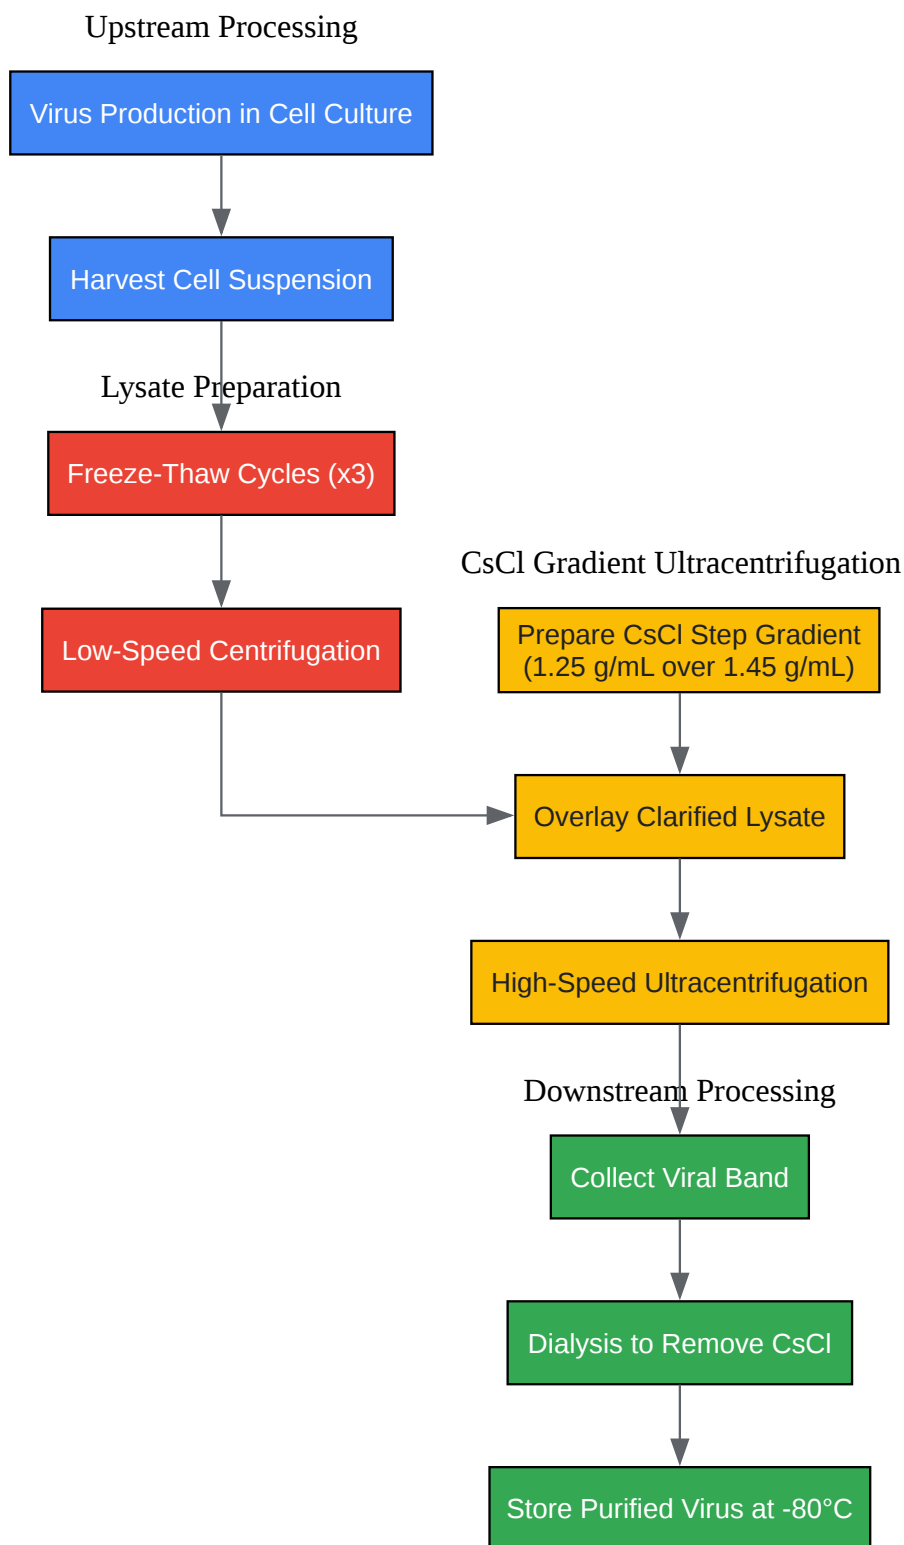 Upstream Processing
Virus Production in Cell Culture
Harvest Cell Suspension
Lysate Preparation
Freeze-Thaw Cycles (x3)
Low-Speed Centrifugation
CsCl Gradient Ultracentrifugation
Prepare CsCl Step Gradient
(1.25 g/mL over 1.45 g/mL)
Overlay Clarified Lysate
High-Speed Ultracentrifugation
Downstream Processing
Collect Viral Band
Dialysis to Remove CsCl
Store Purified Virus at -80°C